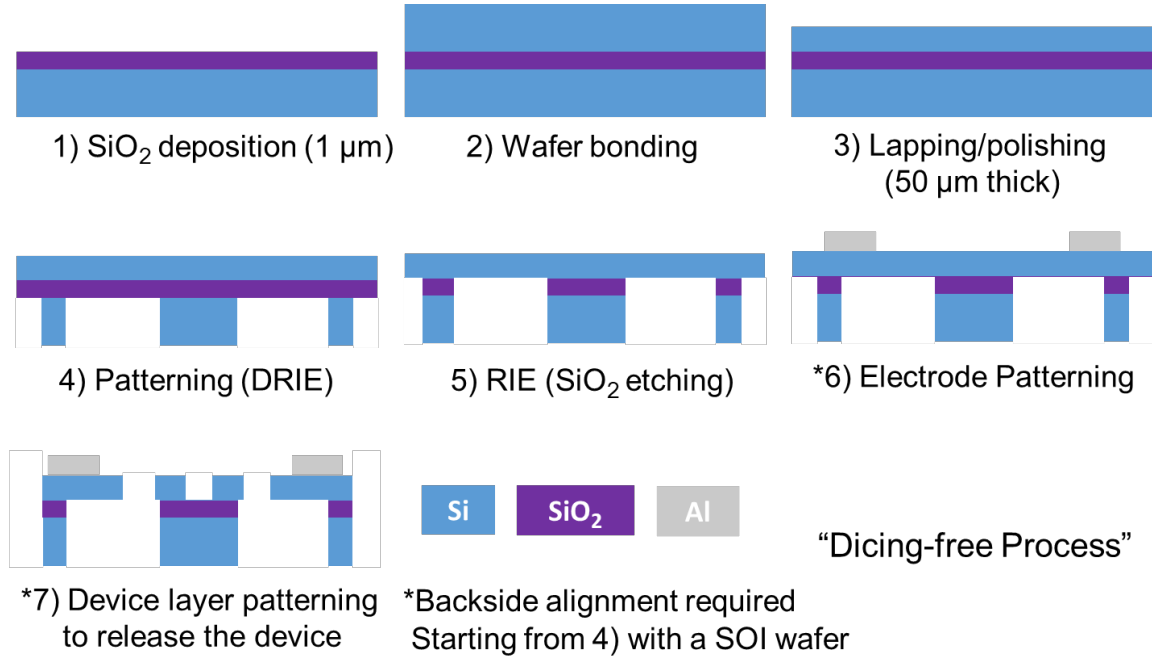 1) SiO₂ deposition (1 µm)
2) Wafer bonding
3) Lapping/polishing
(50 µm thick)
4) Patterning (DRIE)
5) RIE (SiO₂ etching)
*6) Electrode Patterning
Si
SiO₂
Al
“Dicing-free Process”
*7) Device layer patterning
to release the device
*Backside alignment required
Starting from 4) with a SOI wafer